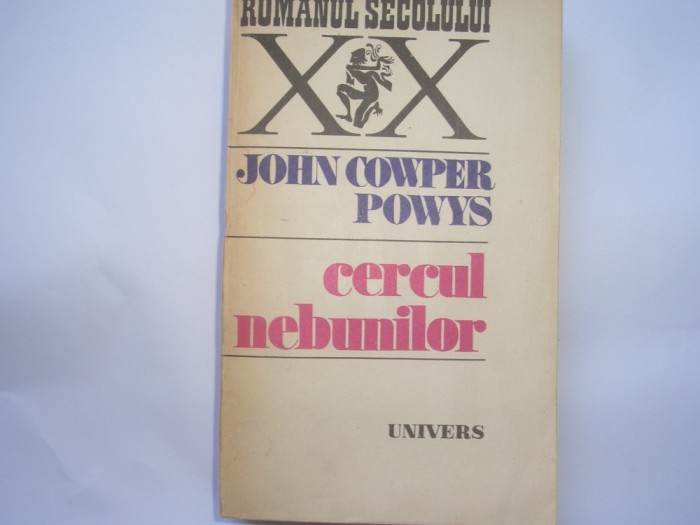 ROMANUL SECOLULUI
XX
JOHN COWPER
POWYS
cercul
nebunilor
UNIVERS